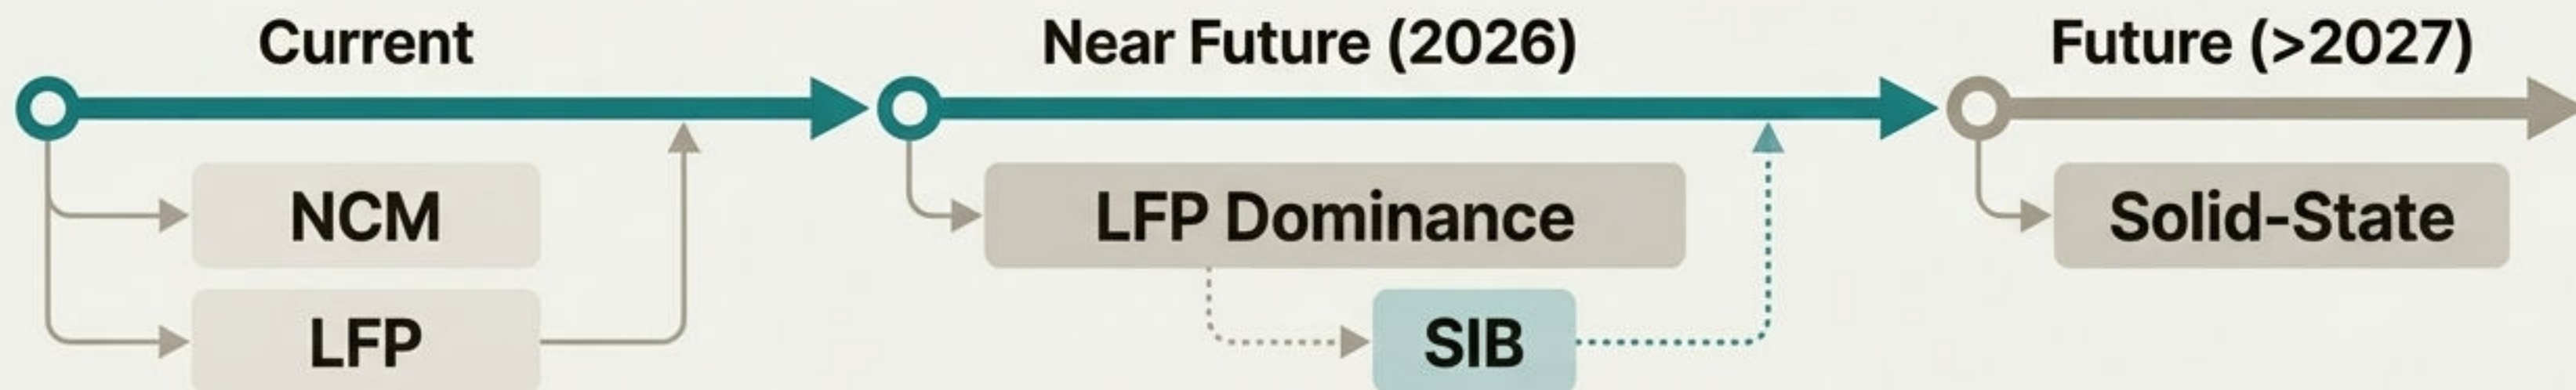 Current
NCM
LFP
Near Future (2026)
LFP Dominance
SIB
Future (>2027)
Solid-State